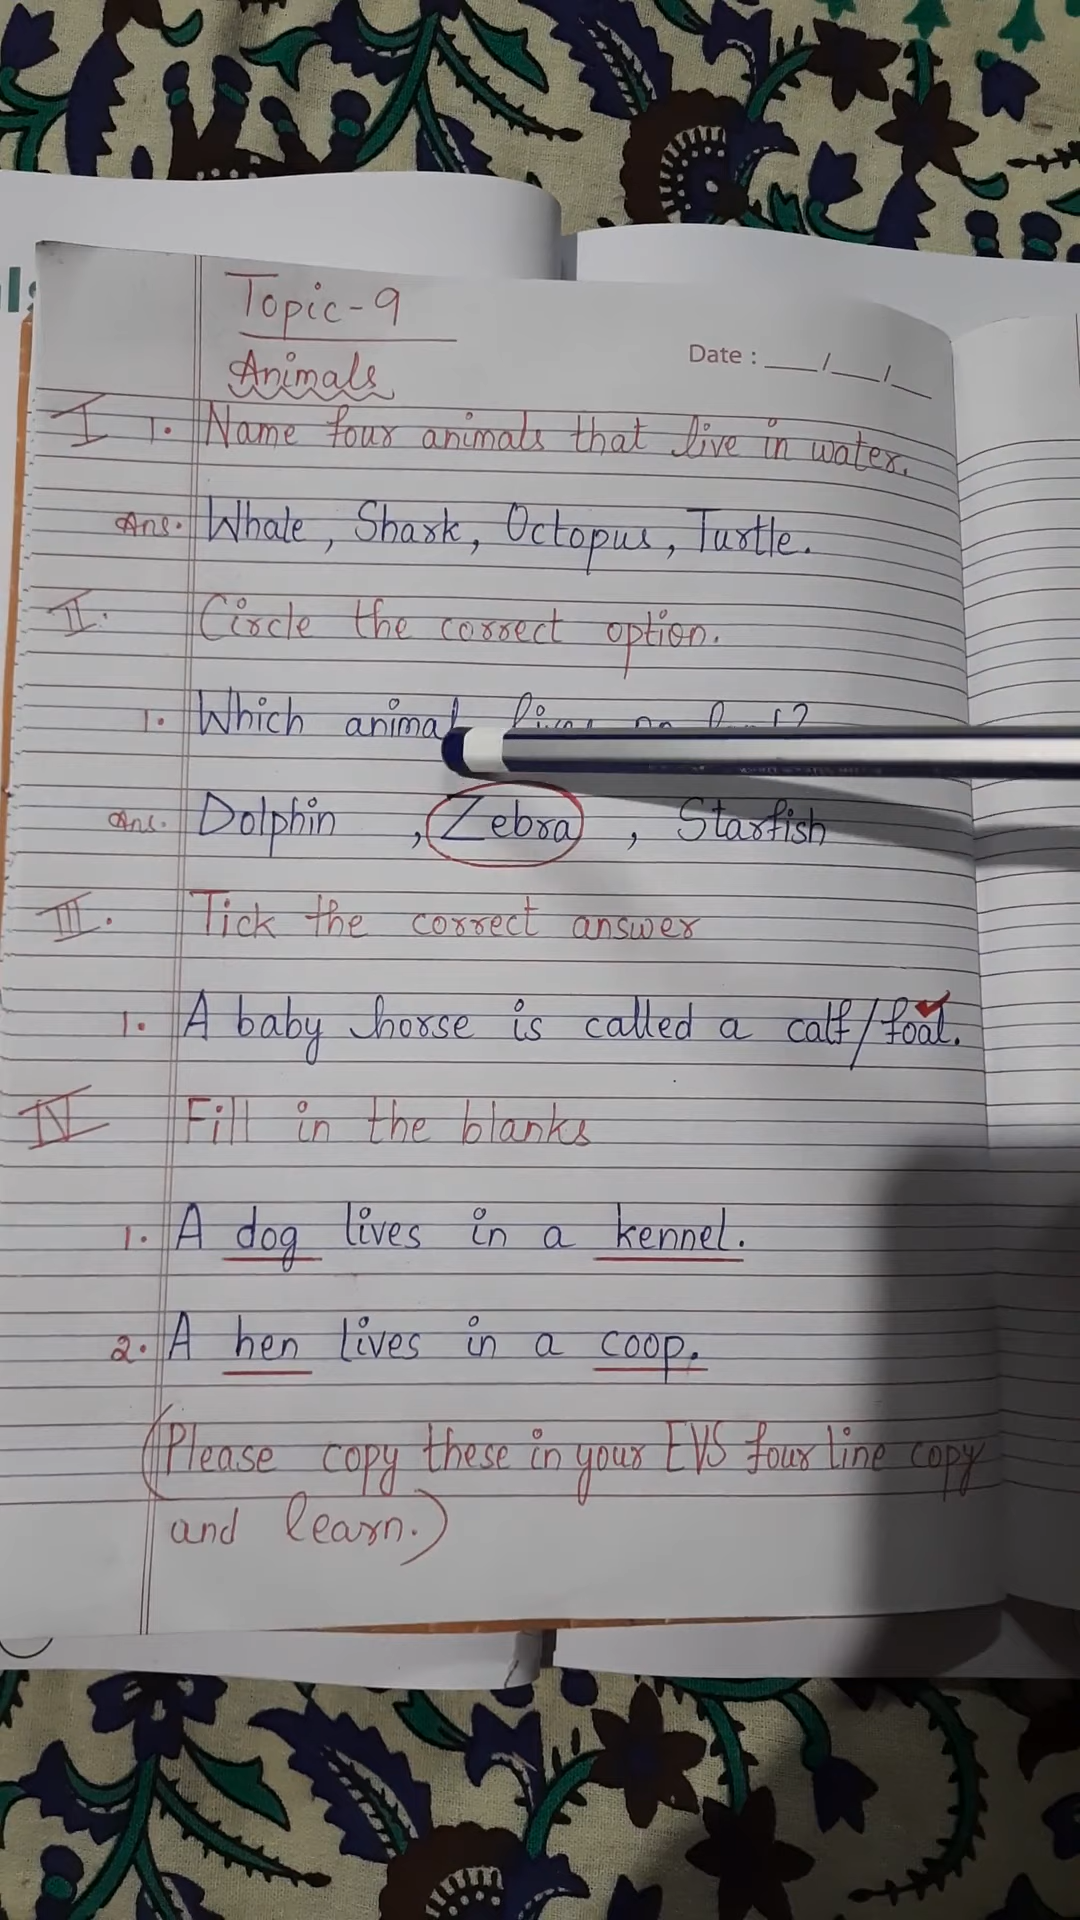 Topic-9
Animals
Date : __/__/__
I 1. Name four animals that live in water.
Ans. Whale, Shark, Octopus, Turtle.
II. Circle the correct option.
1. Which animal
Ans. Dolphin , Zebra , Starfish
III. Tick the correct answer
1. A baby horse is called a calf/foal.
IV Fill in the blanks
1. A dog lives in a kennel.
2. A hen lives in a coop.
(Please copy these in your EVS four line copy
and learn.)